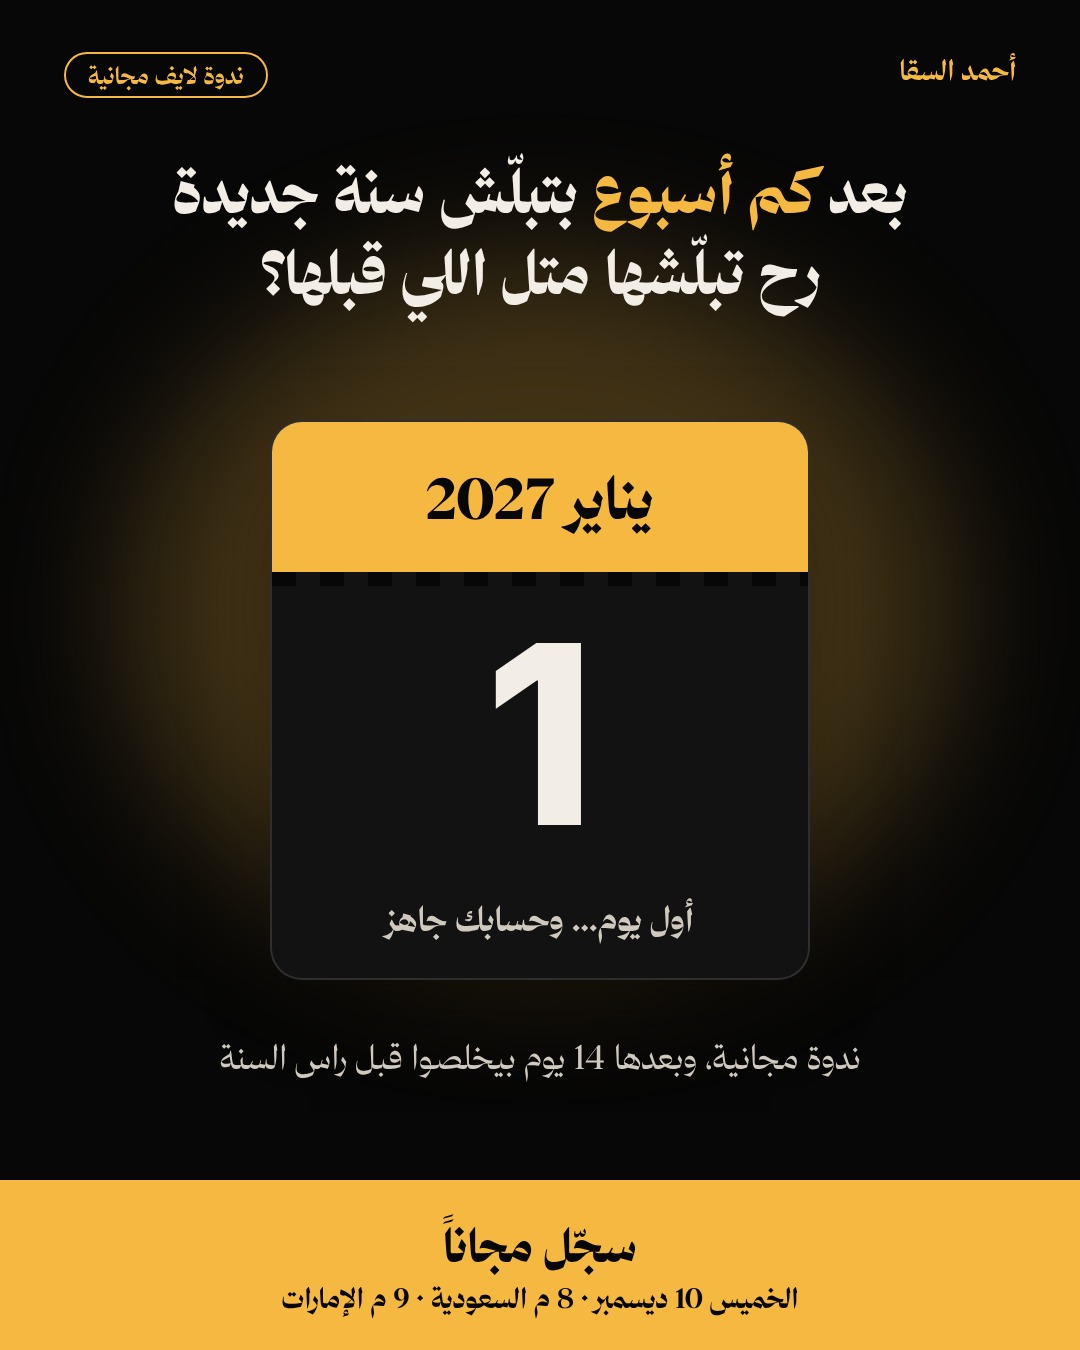 أحمد السقا
ندوة لايف مجانية
بعد كم أسبوع بتبلّش سنة جديدة
رح تبلّشها متل اللي قبلها؟
يناير 2027
1
أول يوم... وحسابك جاهز
ندوة مجانية، وبعدها 14 يوم بيخلصوا قبل راس السنة
سجّل مجاناً
الخميس 10 ديسمبر · 8 م السعودية · 9 م الإمارات